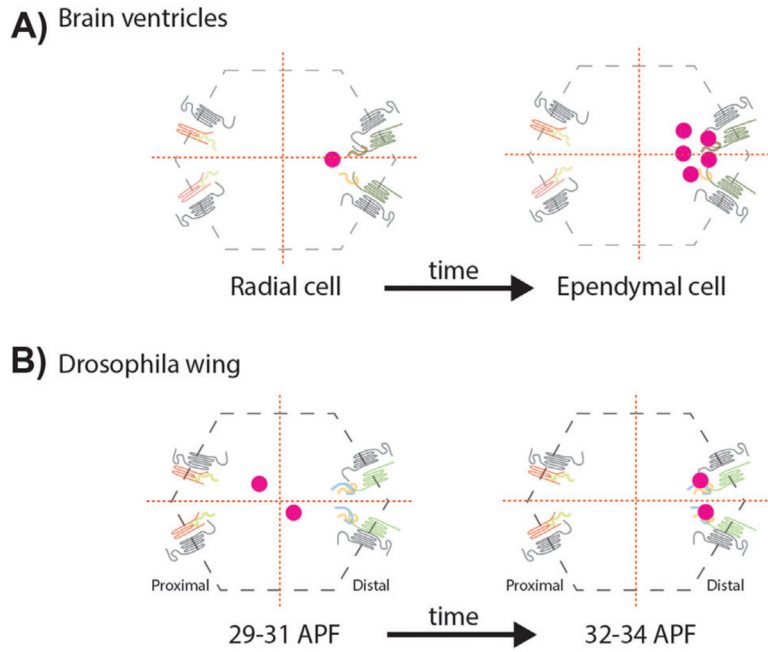 A) Brain ventricles
Radial cell
time
Ependymal cell
B) Drosophila wing
Proximal
Distal
Proximal
Distal
29-31 APF
time
32-34 APF